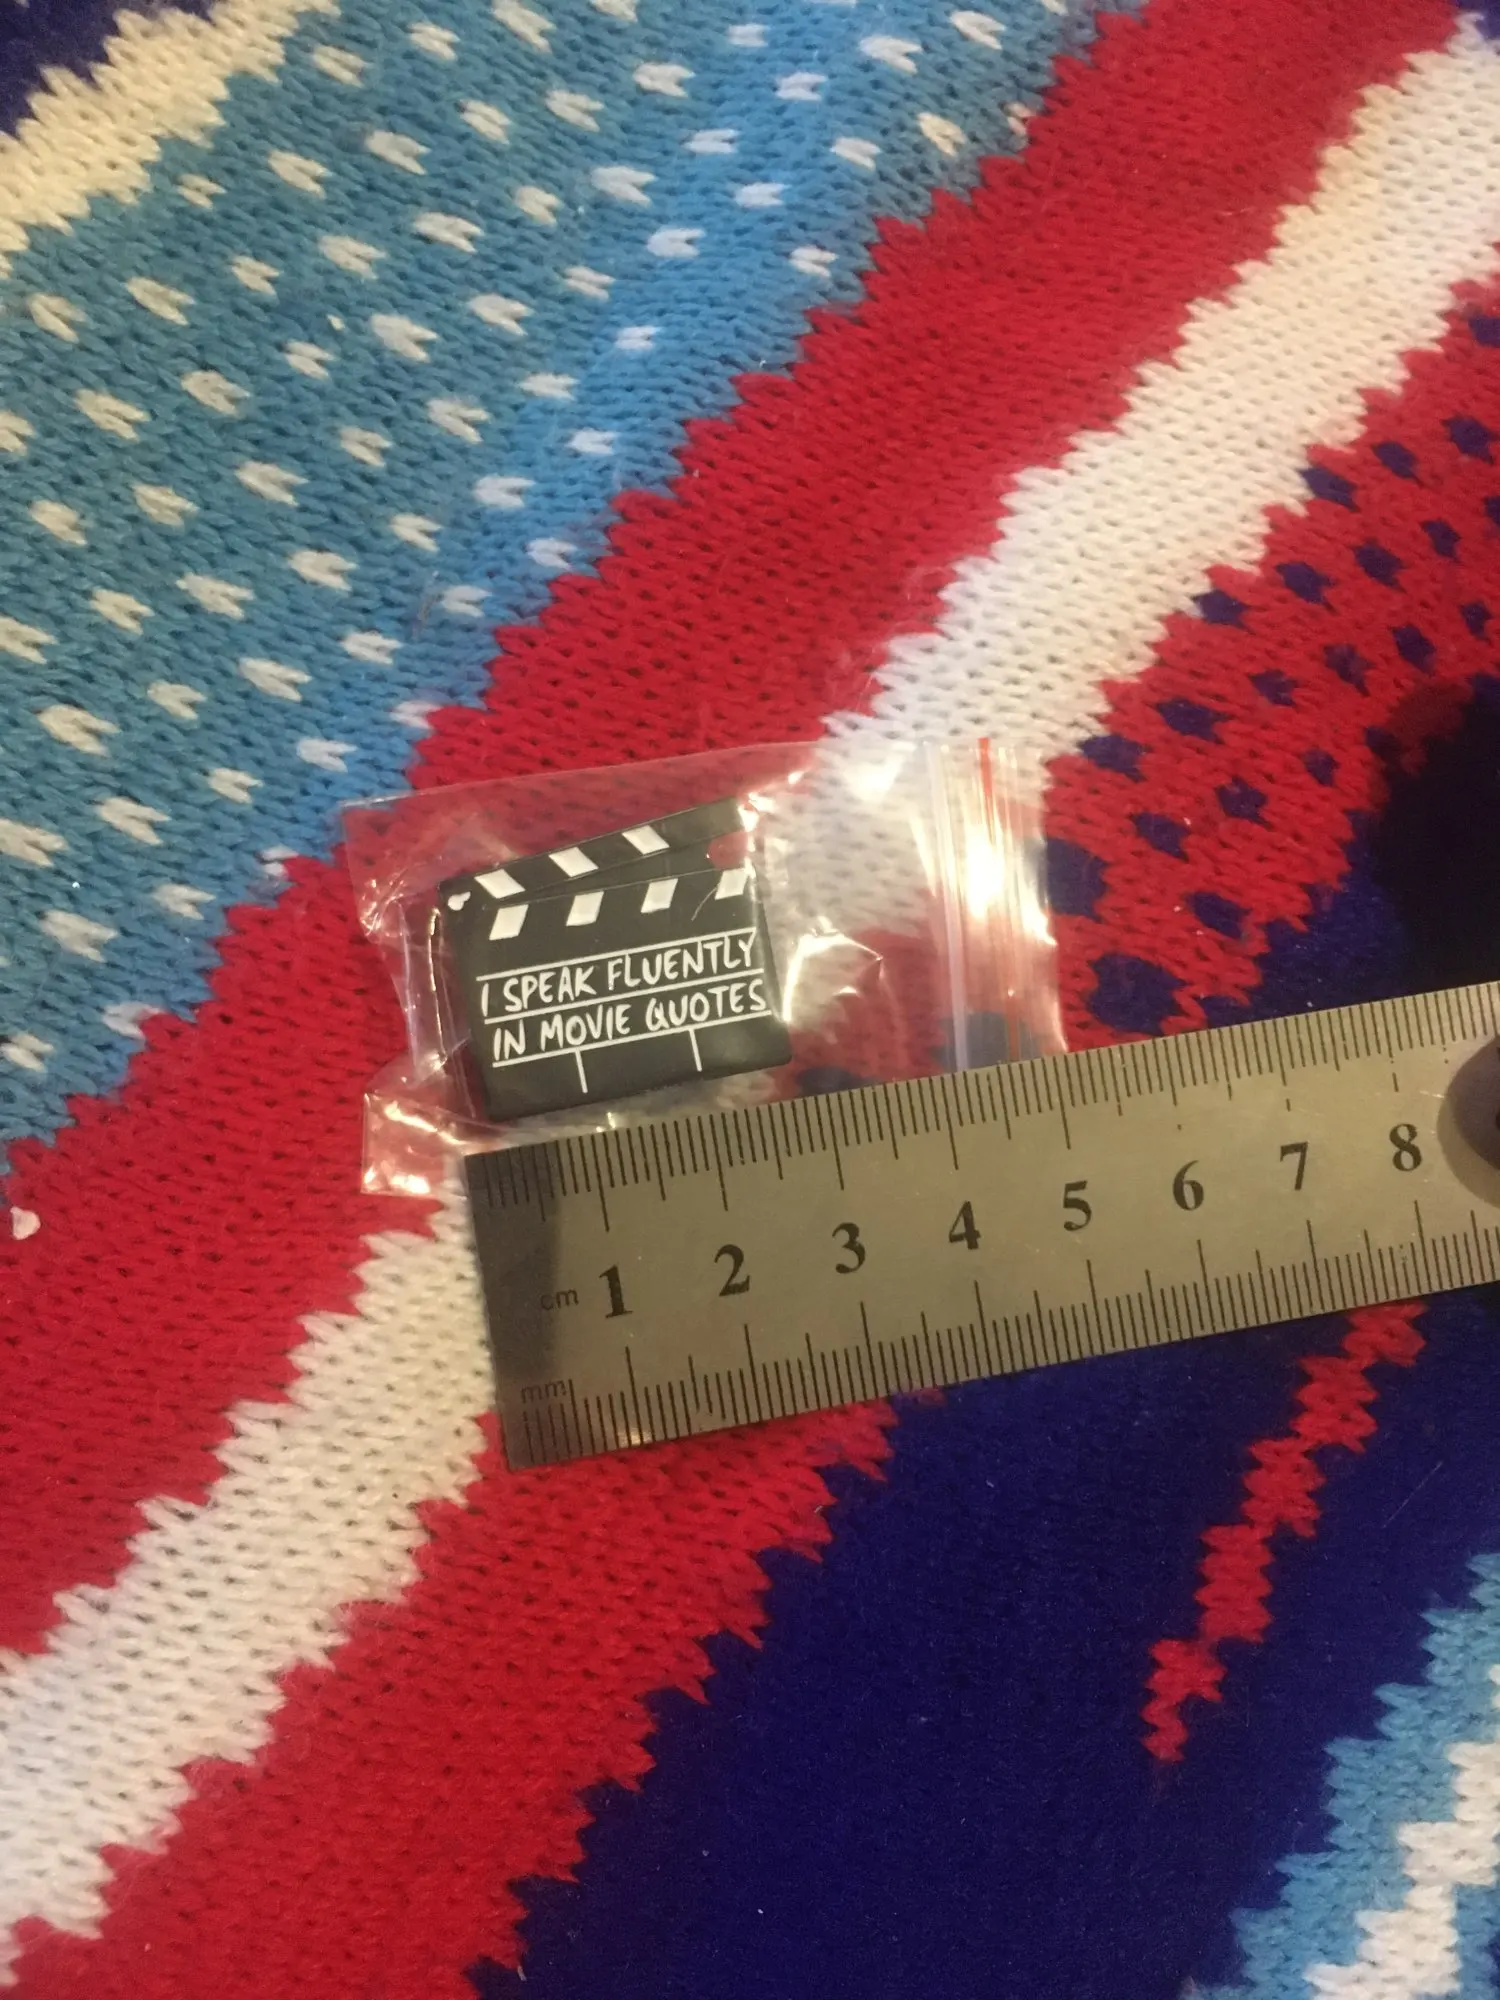 I SPEAK FLUENTLY
IN MOVIE QUOTES
1 2 3 4 5 6 7 8
cm
mm